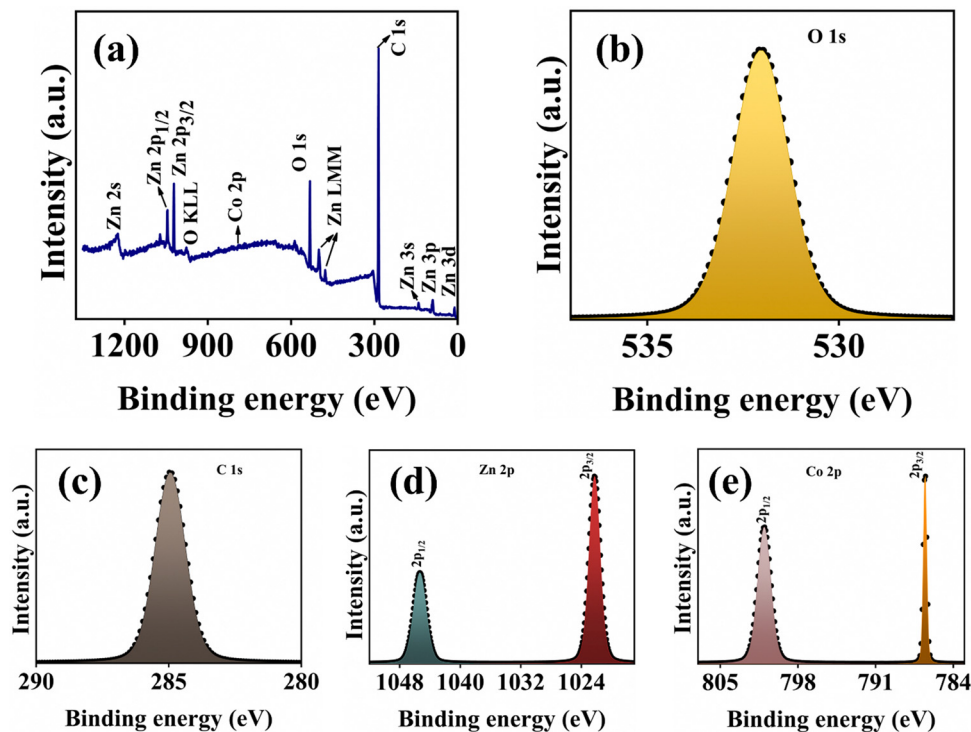 (a)
Intensity (a.u.)
Zn 2s
Zn 2p1/2
Zn 2p3/2
O KLL
Co 2p
O 1s
Zn LMM
C 1s
Zn 3s
Zn 3p
Zn 3d
1200 900 600 300 0
Binding energy (eV)
(b)
O 1s
Intensity (a.u.)
535 530
Binding energy (eV)
(c)
C 1s
Intensity (a.u.)
290 285 280
Binding energy (eV)
(d)
Zn 2p
2p1/2
2p3/2
Intensity (a.u.)
1048 1040 1032 1024
Binding energy (eV)
(e)
Co 2p
2p1/2
2p3/2
Intensity (a.u.)
805 798 791 784
Binding energy (eV)